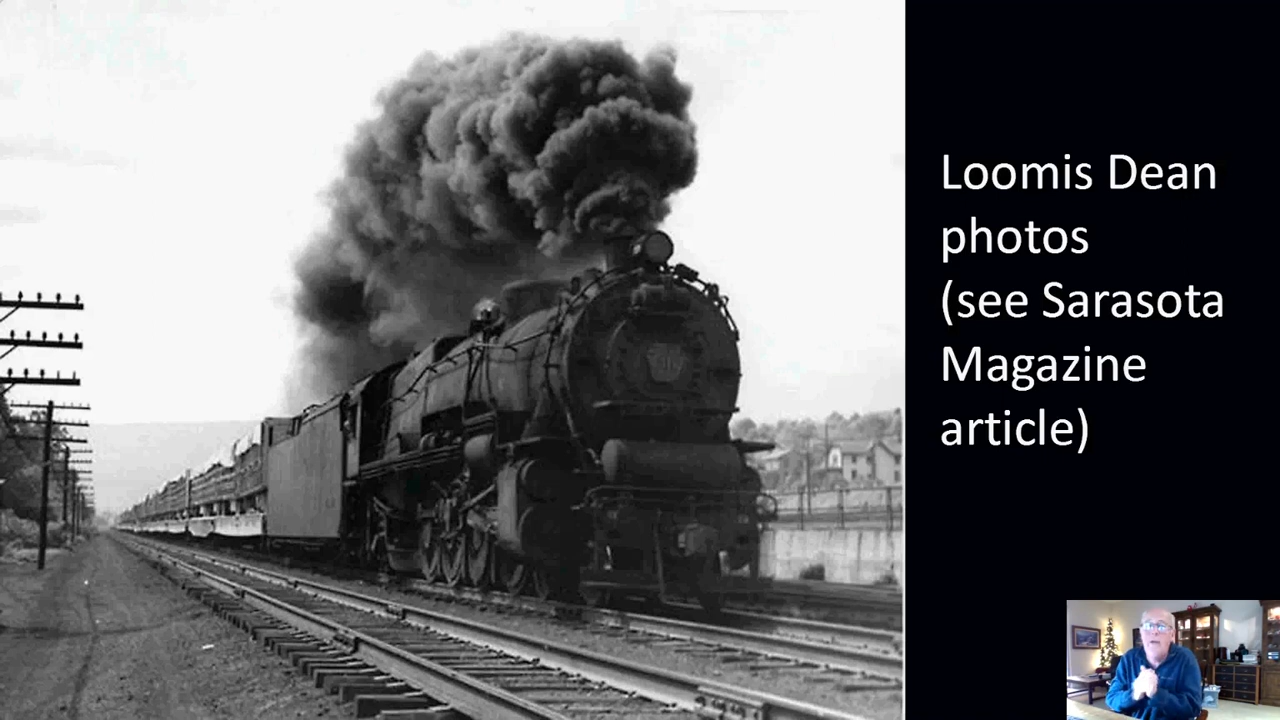 Loomis Dean
photos
(see Sarasota
Magazine
article)